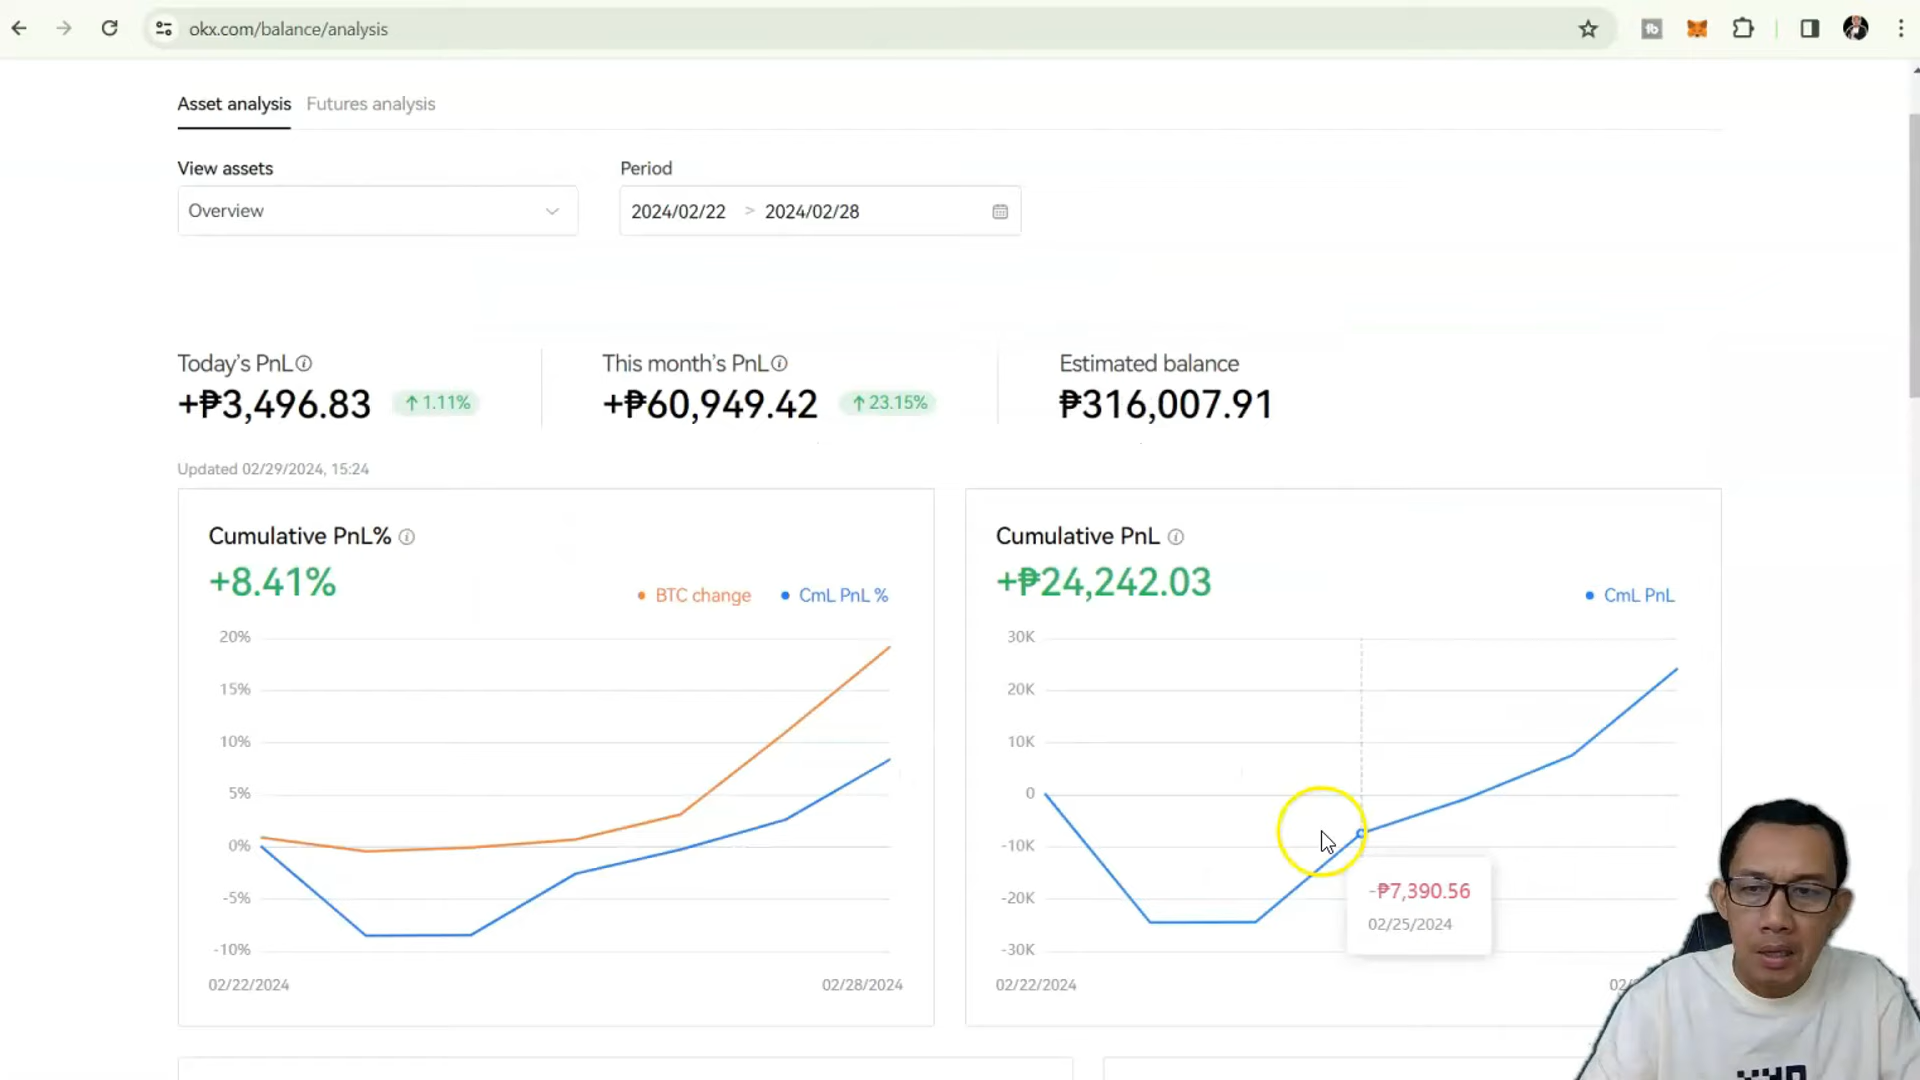 okx.com/balance/analysis
Asset analysis Futures analysis
View assets Period
Overview 2024/02/22 > 2024/02/28
Today's PnL This month's PnL Estimated balance
+₱3,496.83 ↑ 1.11% +₱60,949.42 ↑ 23.15% ₱316,007.91
Updated 02/29/2024, 15:24
Cumulative PnL%
+8.41%
BTC change CmL PnL %
20%
15%
10%
5%
0%
-5%
-10%
02/22/2024 02/28/2024
Cumulative PnL
+₱24,242.03
CmL PnL
30K
20K
10K
0
-10K
-20K
-30K
-₱7,390.56
02/25/2024
02/22/2024